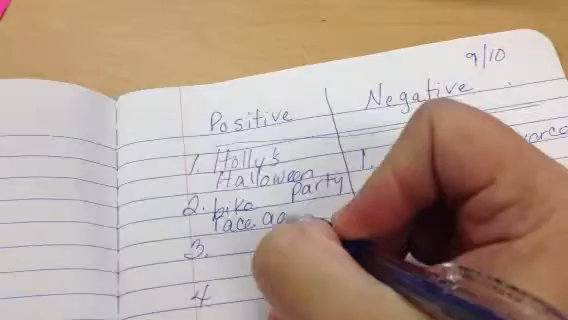 9/10
Positive Negative
1. Holly's 1.
Halloween
Party
2. bike
race
3.
4